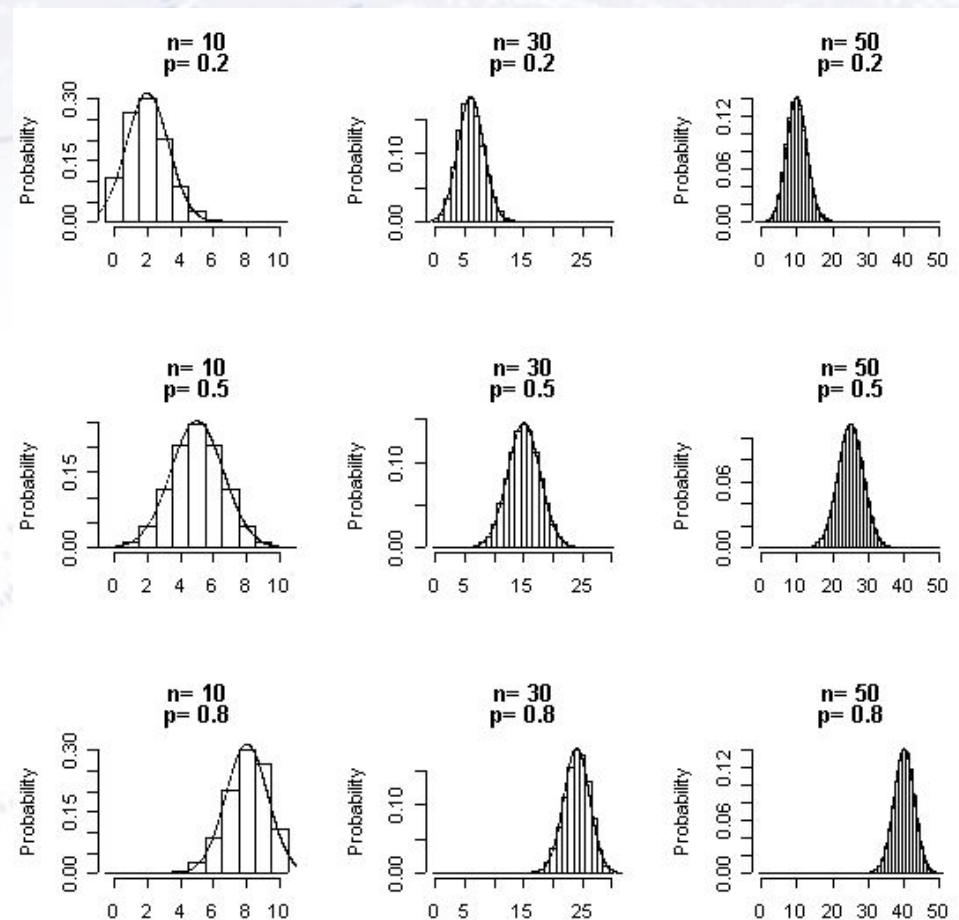 n= 10
p= 0.2
Probability
0.00 0.15 0.30
0 2 4 6 8 10
n= 30
p= 0.2
Probability
0.00 0.10
0 5 15 25
n= 50
p= 0.2
Probability
0.00 0.06 0.12
0 10 20 30 40 50
n= 10
p= 0.5
Probability
0.00 0.15
0 2 4 6 8 10
n= 30
p= 0.5
Probability
0.00 0.10
0 5 15 25
n= 50
p= 0.5
Probability
0.00 0.06
0 10 20 30 40 50
n= 10
p= 0.8
Probability
0.00 0.15 0.30
0 2 4 6 8 10
n= 30
p= 0.8
Probability
0.00 0.10
0 5 15 25
n= 50
p= 0.8
Probability
0.00 0.06 0.12
0 10 20 30 40 50